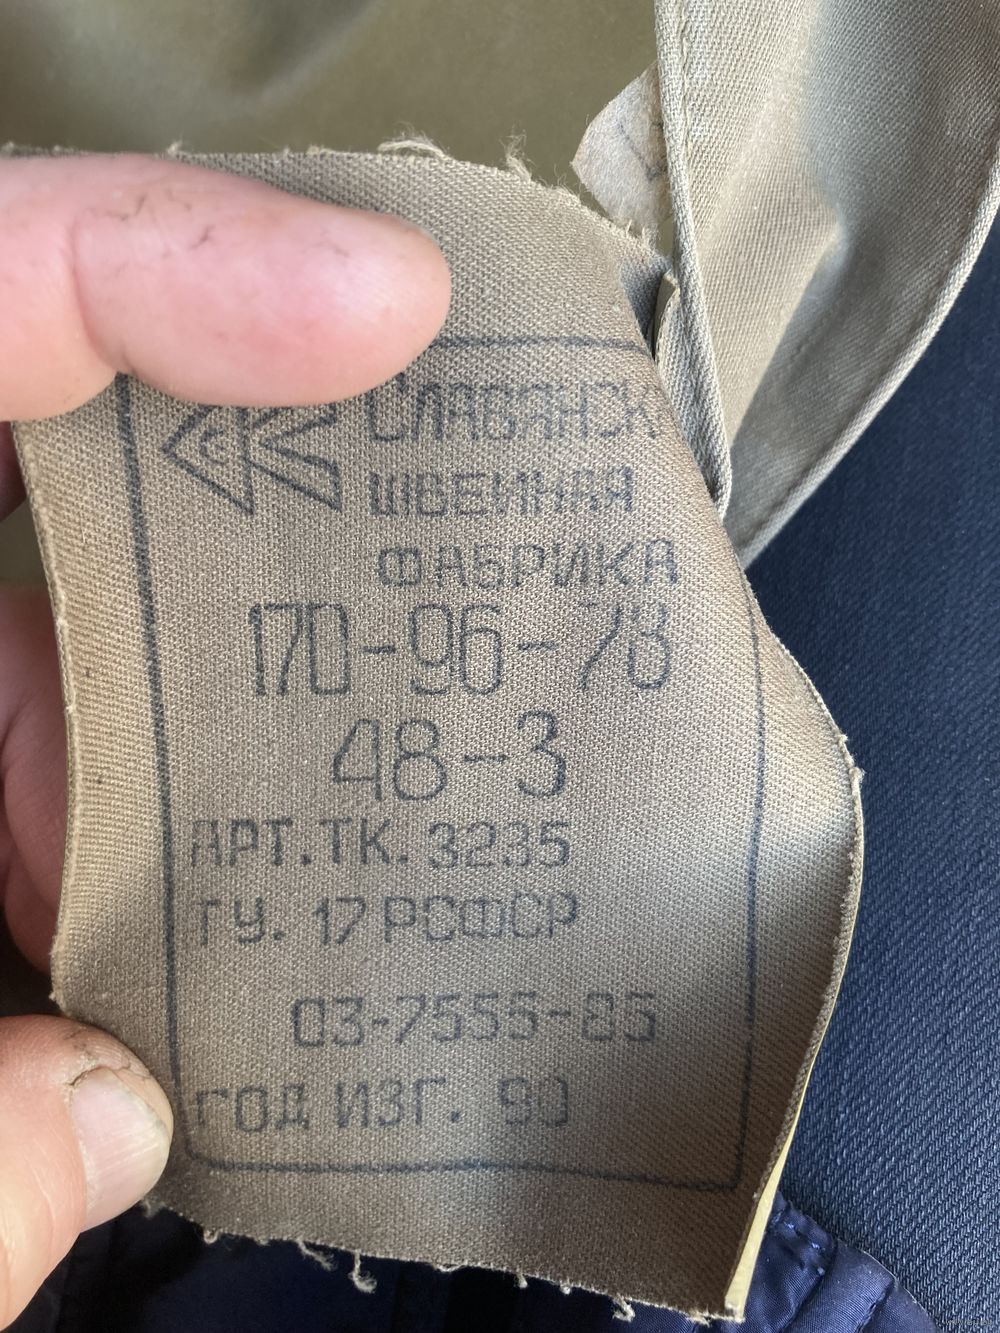 С
Славянск
швейная
фабрика
170-96-78
48-3
АРТ.ТК. 3235
ТУ. 17 РСФСР
03-7555-85
ГОД ИЗГ. 90